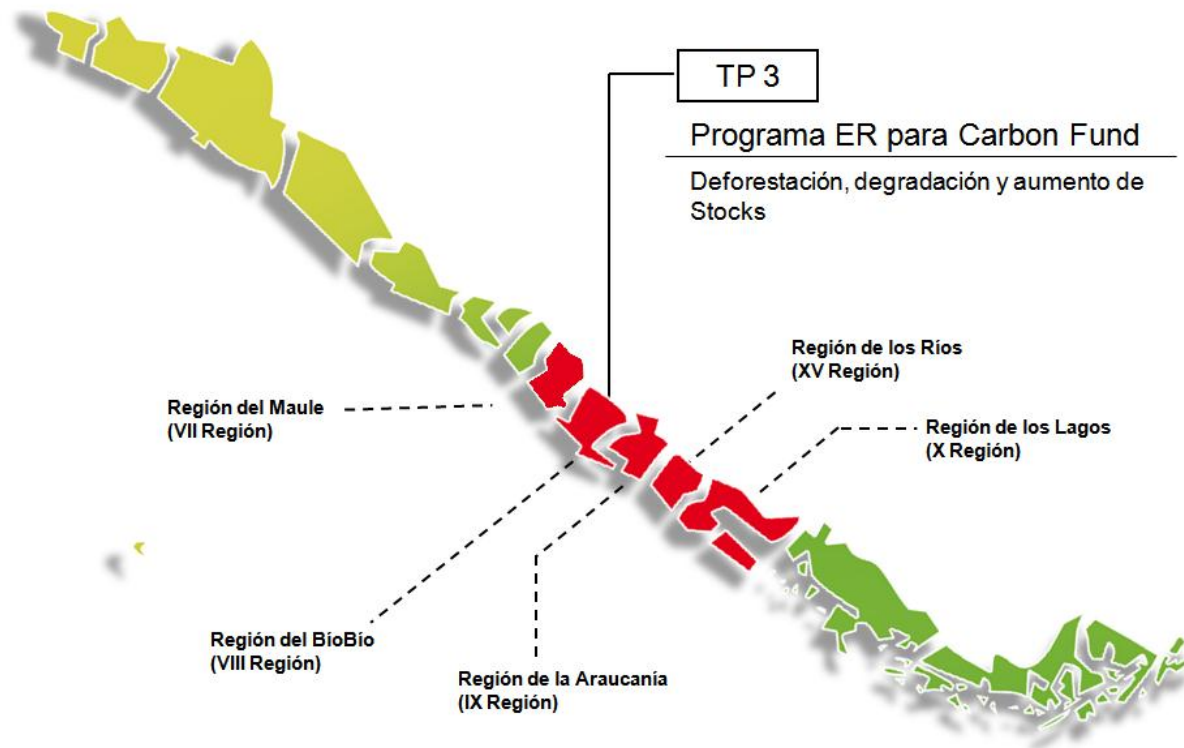 TP 3
Programa ER para Carbon Fund
Deforestación, degradación y aumento de
Stocks
Región de los Ríos
(XV Región)
Región del Maule
(VII Región)
Región de los Lagos
(X Región)
Región del BíoBío
(VIII Región)
Región de la Araucanía
(IX Región)